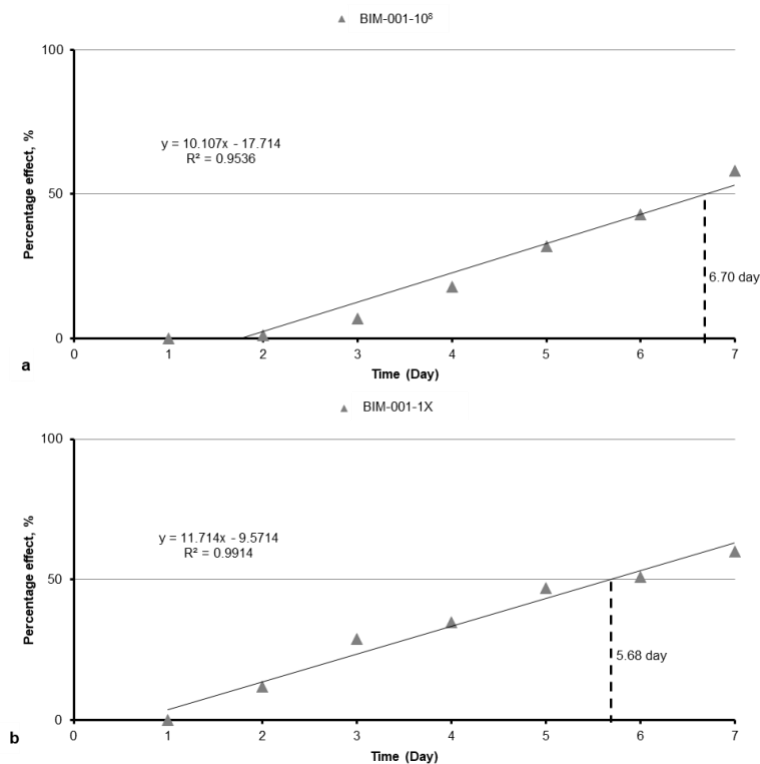 BIM-001-10⁸
100
Percentage effect, %
y = 10.107x - 17.714
R² = 0.9536
50
6.70 day
0
0 1 2 3 4 5 6 7
a
Time (Day)
BIM-001-1X
100
Percentage effect, %
y = 11.714x - 9.5714
R² = 0.9914
50
5.68 day
0
0 1 2 3 4 5 6 7
b
Time (Day)